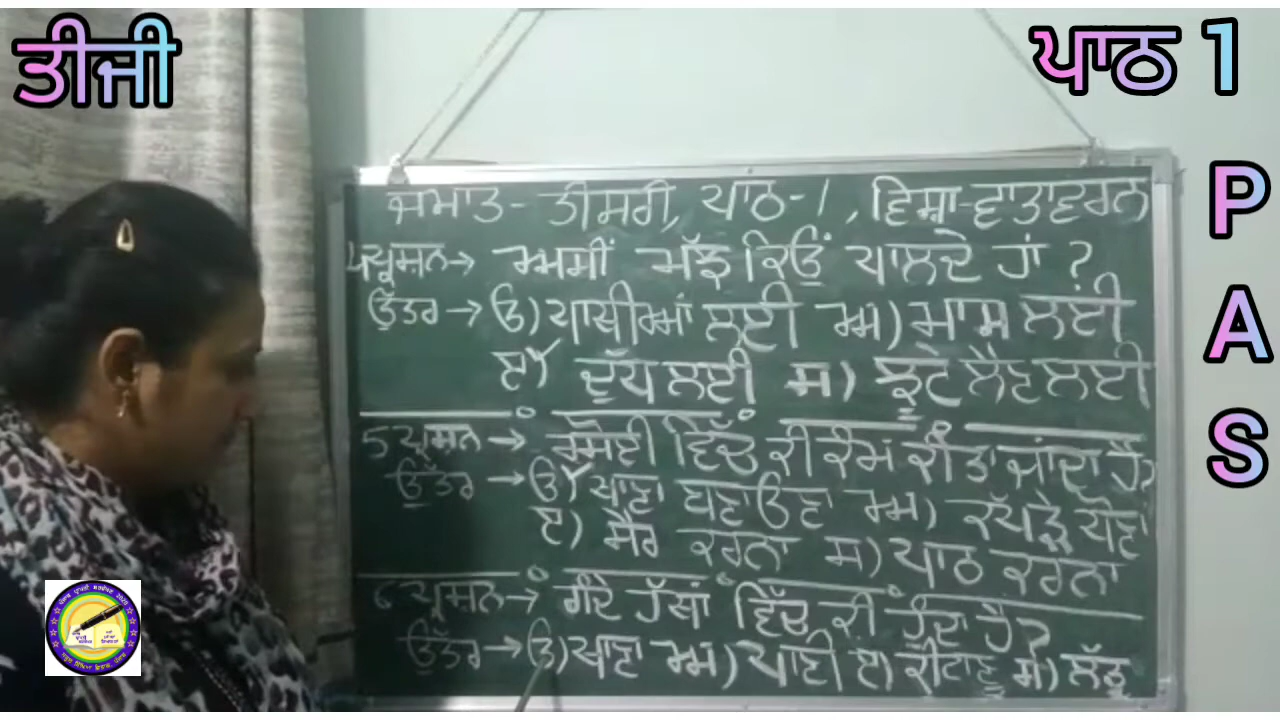 ਤੀਜੀ
ਪਾਠ 1
P
A
S
ਜਮਾਤ - ਤੀਸਰੀ, ਪਾਠ-1, ਵਿਸ਼ਾ-ਵਾਤਾਵਰਨ
4 ਪ੍ਰਸ਼ਨ→ ਅਸੀਂ ਮੱਝ ਕਿਉਂ ਪਾਲਦੇ ਹਾਂ ?
ਉੱਤਰ → ੳ) ਪਾਥੀਆਂ ਲਈ ਅ) ਮਾਸ ਲਈ
ੲ) ਦੁੱਧ ਲਈ ਸ) ਝੂਟੇ ਲੈਣ ਲਈ
5 ਪ੍ਰਸ਼ਨ → ਰਸੋਈ ਵਿੱਚ ਕੀ ਕੰਮ ਕੀਤਾ ਜਾਂਦਾ ਹੈ?
ਉੱਤਰ → ੳ) ਖਾਣਾ ਬਣਾਉਣਾ ਅ) ਕੱਪੜੇ ਧੋਣਾ
ੲ) ਸੈਰ ਕਰਨਾ ਸ) ਪਾਠ ਕਰਨਾ
6 ਪ੍ਰਸ਼ਨ → ਗੰਦੇ ਹੱਥਾਂ ਵਿੱਚ ਕੀ ਹੁੰਦਾ ਹੈ?
ਉੱਤਰ → ੳ) ਖਾਣਾ ਅ) ਪਾਣੀ ੲ) ਕੀਟਾਣੂ ਸ) ਲੱਡੂ